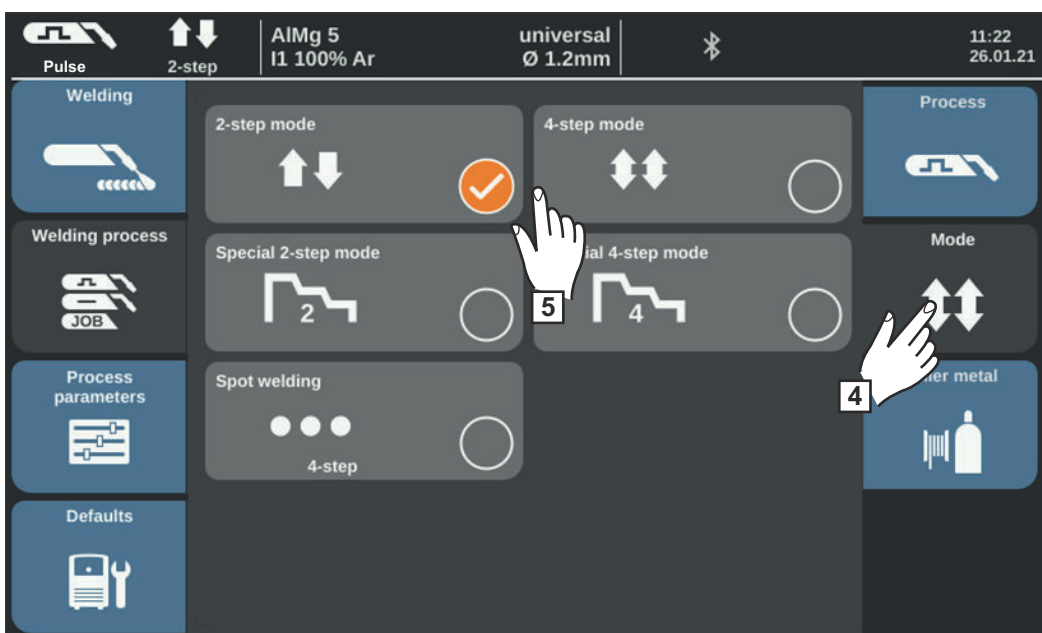 Pulse
2-step
AlMg 5
I1 100% Ar
universal
Ø 1.2mm
11:22
26.01.21
Welding
2-step mode
4-step mode
Process
Welding process
JOB
Special 2-step mode
2
ial 4-step mode
4
Mode
5
4
Process
parameters
Spot welding
4-step
ler metal
Defaults